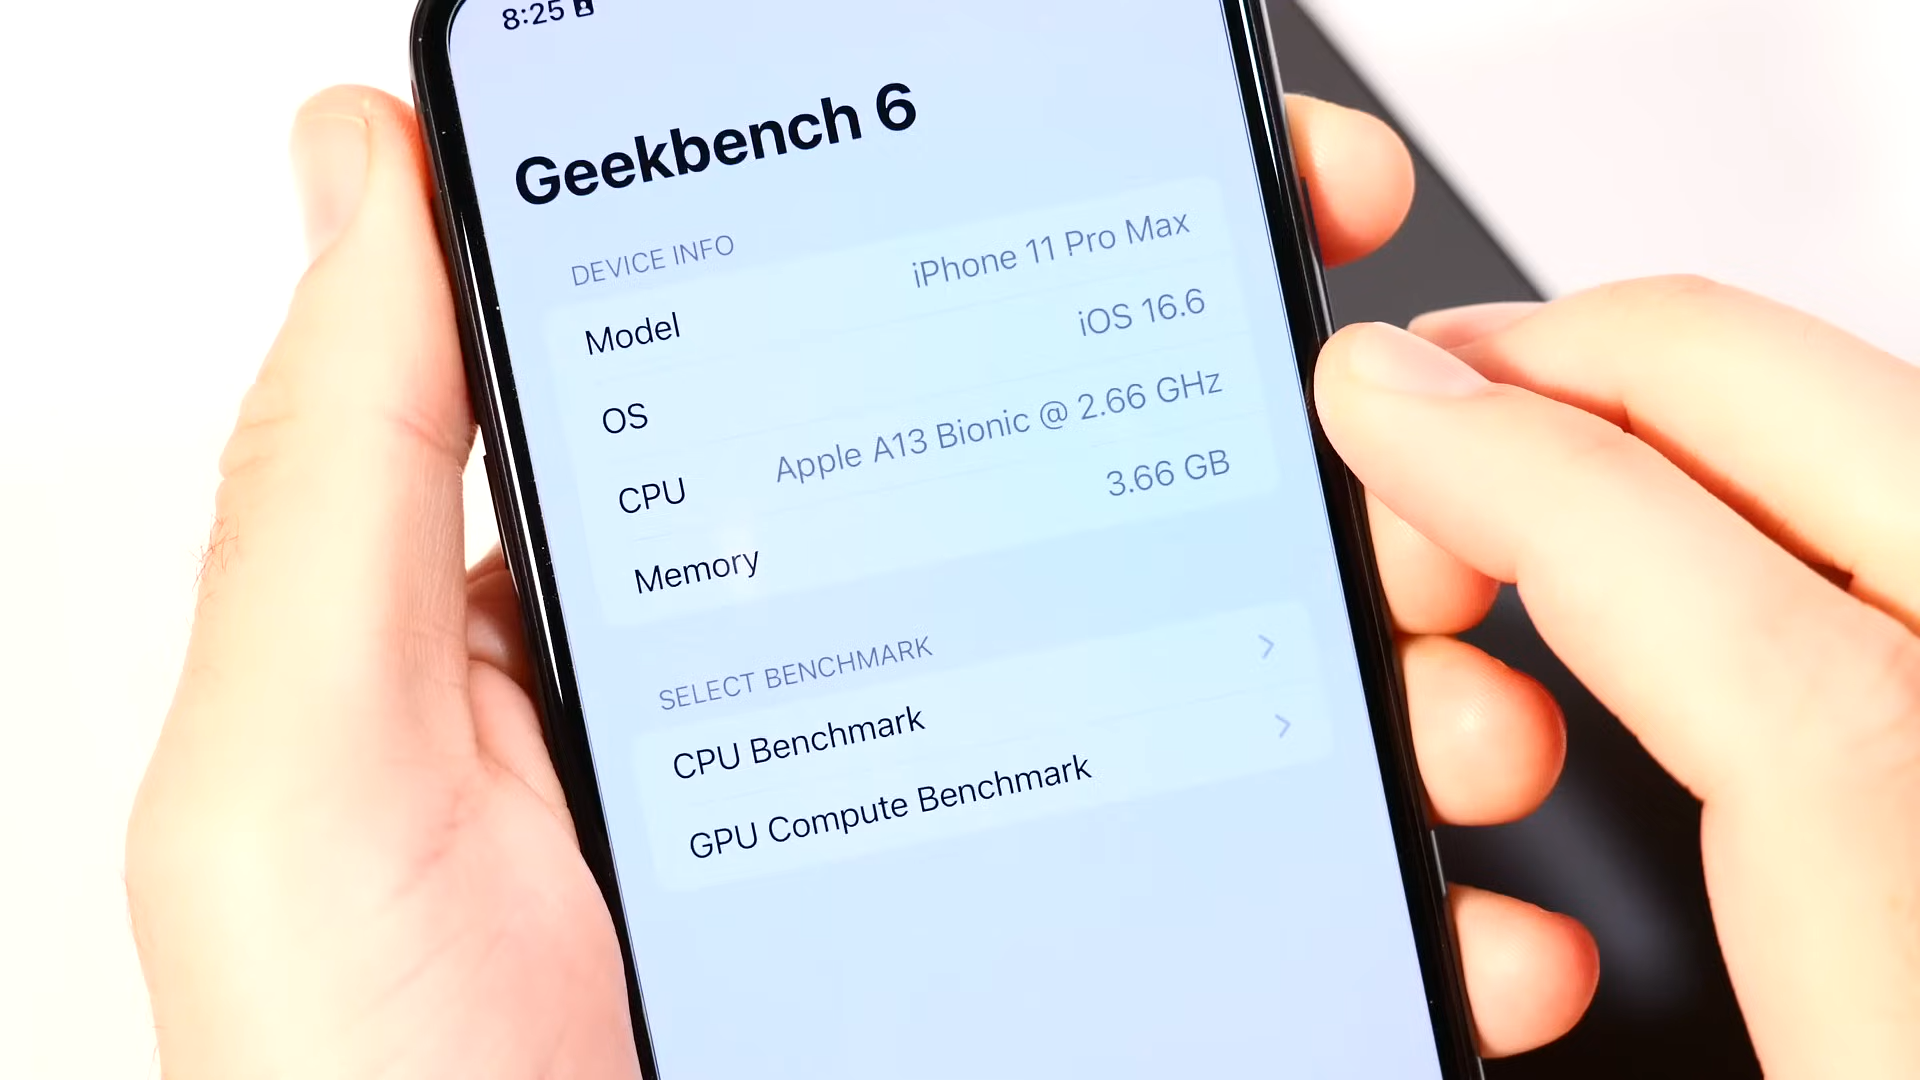 8:25
Geekbench 6
DEVICE INFO
Model iPhone 11 Pro Max
OS iOS 16.6
CPU Apple A13 Bionic @ 2.66 GHz
Memory 3.66 GB
SELECT BENCHMARK
CPU Benchmark
GPU Compute Benchmark